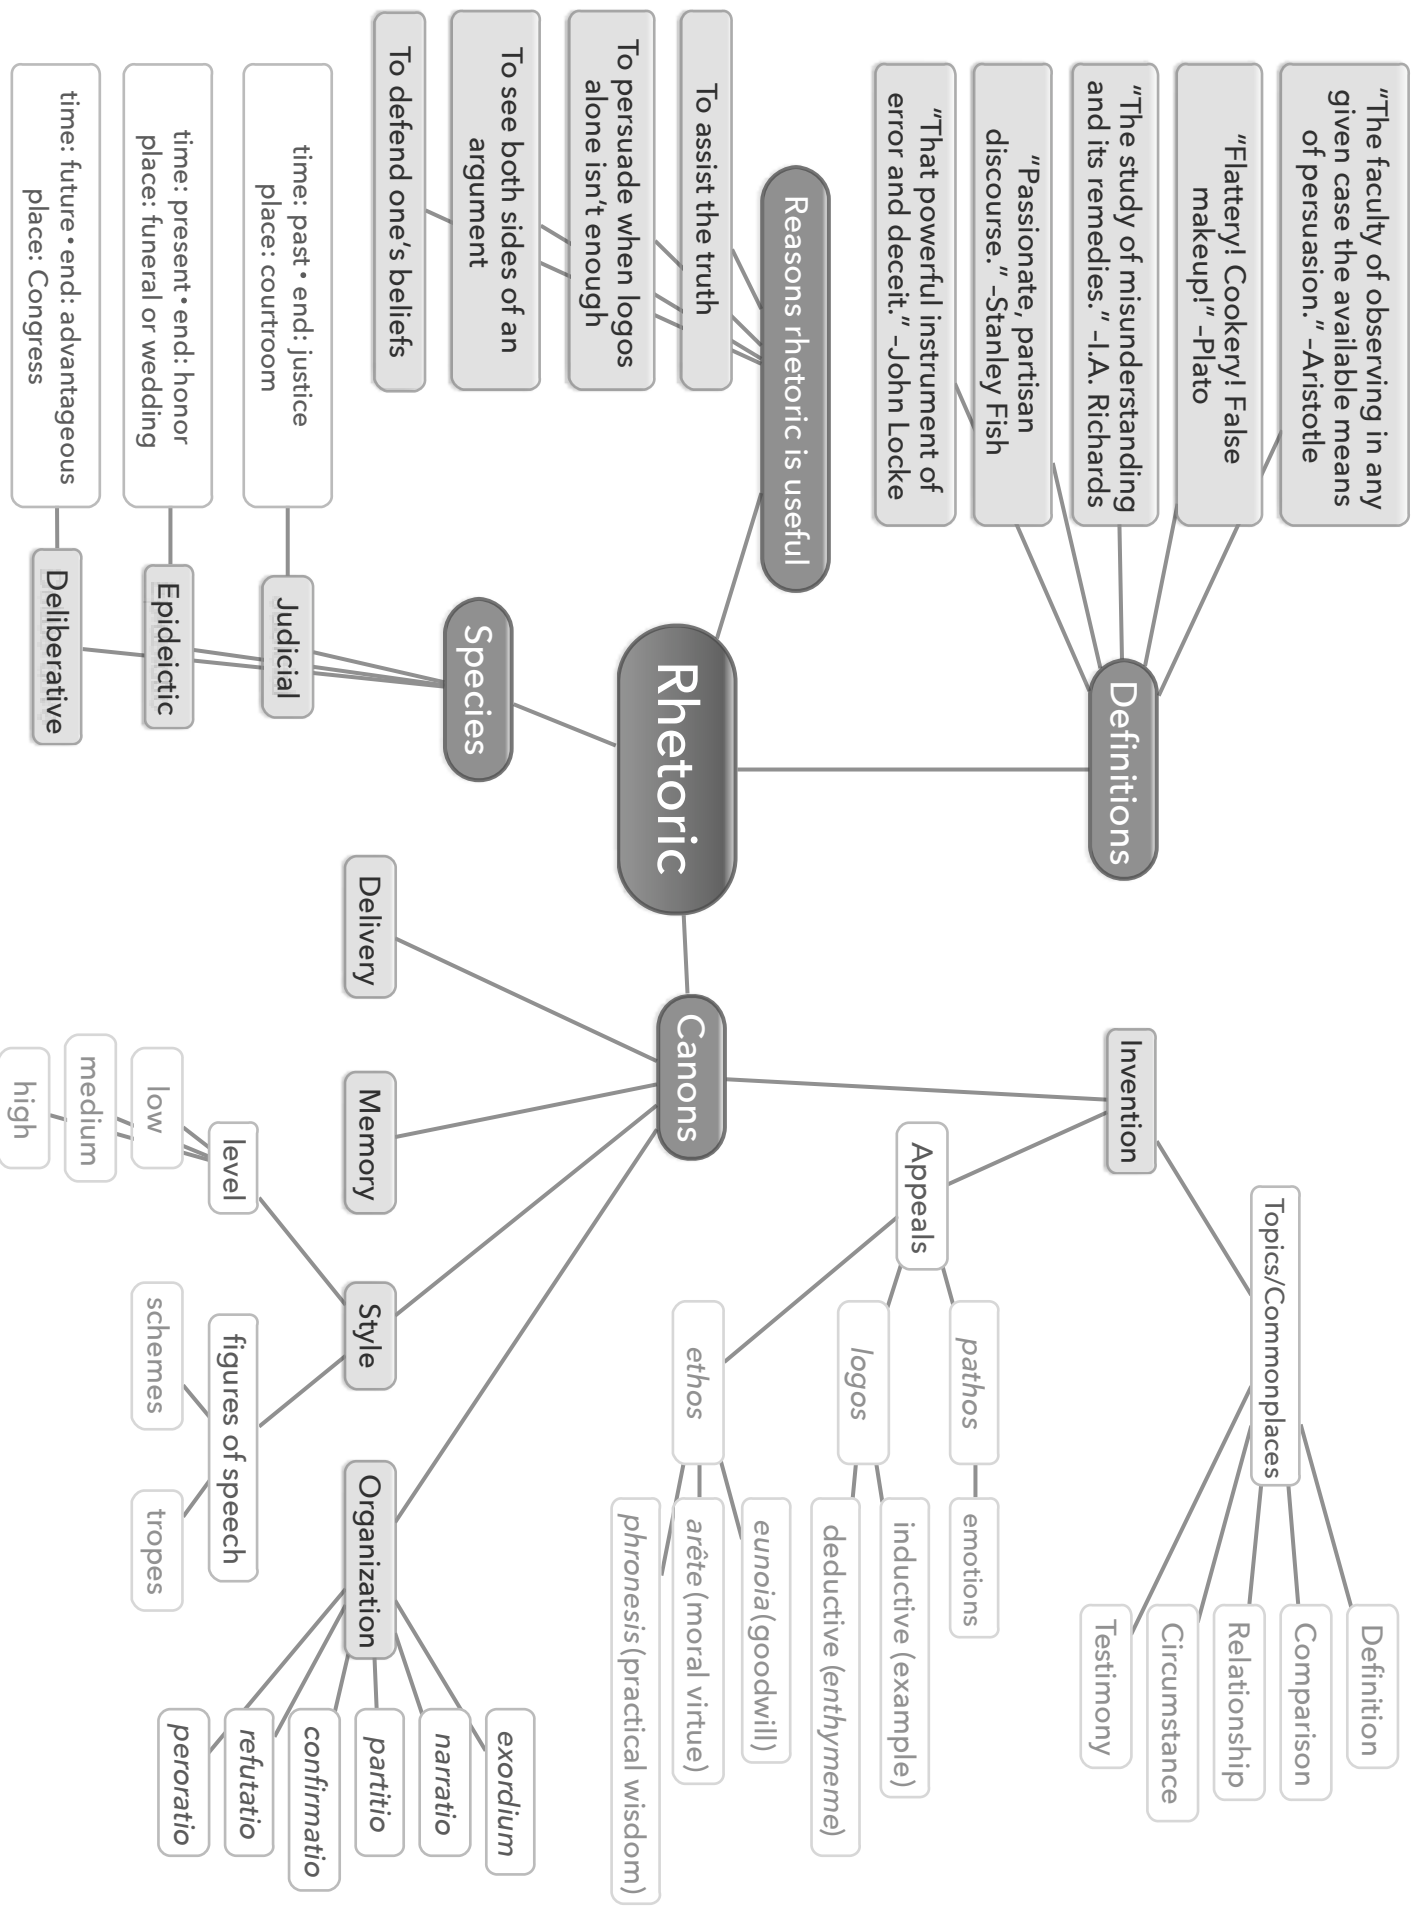 “The faculty of observing in any
given case the available means
of persuasion.” –Aristotle
“Flattery! Cookery! False
makeup!” –Plato
“The study of misunderstanding
and its remedies.” –I.A. Richards
“Passionate, partisan
discourse.” –Stanley Fish
“That powerful instrument of
error and deceit.” –John Locke
Definitions
Reasons rhetoric is useful
To assist the truth
To persuade when logos
alone isn’t enough
To see both sides of an
argument
To defend one’s beliefs
Rhetoric
Species
Judicial
time: past • end: justice
place: courtroom
Epideictic
time: present • end: honor
place: funeral or wedding
Deliberative
time: future • end: advantageous
place: Congress
Canons
Invention
Topics/Commonplaces
Definition
Comparison
Relationship
Circumstance
Testimony
Appeals
pathos
emotions
logos
inductive (example)
deductive (enthymeme)
ethos
eunoia (goodwill)
arête (moral virtue)
phronesis (practical wisdom)
Delivery
Memory
Style
level
low
medium
high
figures of speech
schemes
tropes
Organization
exordium
narratio
partitio
confirmatio
refutatio
peroratio